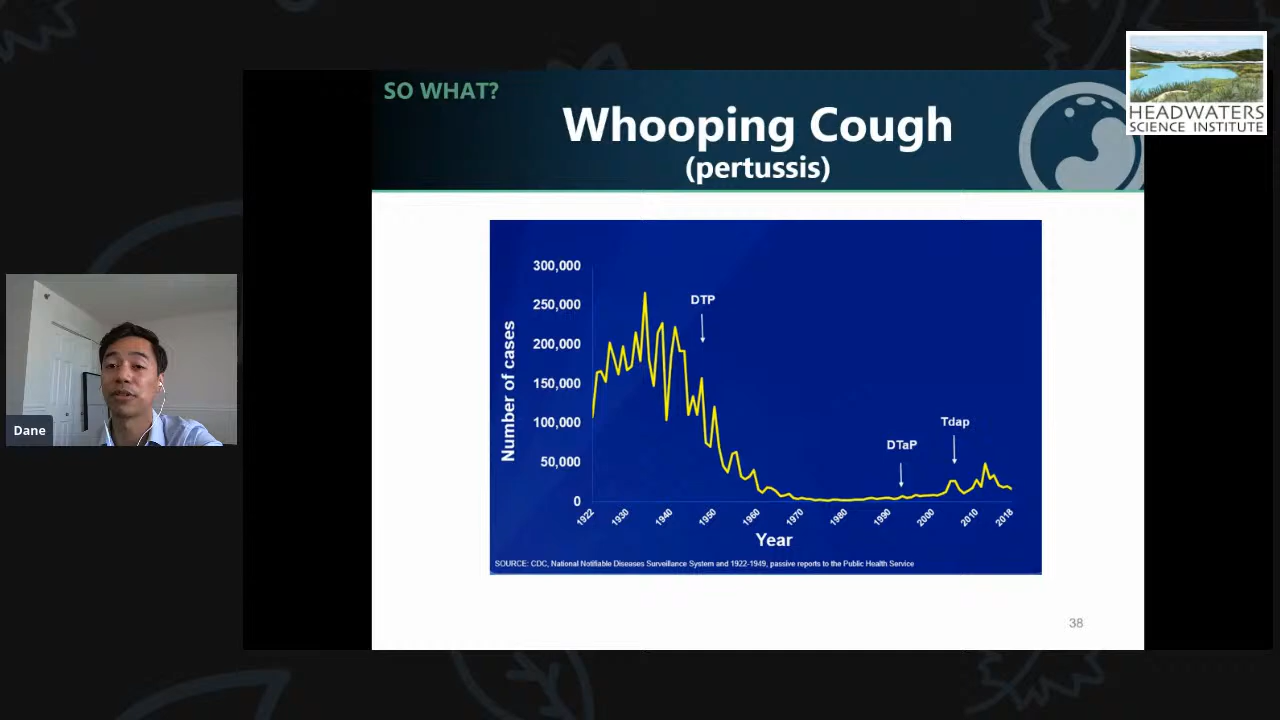 SO WHAT?
Whooping Cough
(pertussis)
HEADWATERS
SCIENCE INSTITUTE
300,000
250,000
200,000
150,000
100,000
50,000
0
Number of cases
DTP
DTaP
Tdap
1922
1930
1940
1950
1960
1970
1980
1990
2000
2010
2018
Year
SOURCE: CDC, National Notifiable Diseases Surveillance System and 1922-1949, passive reports to the Public Health Service
Dane
38